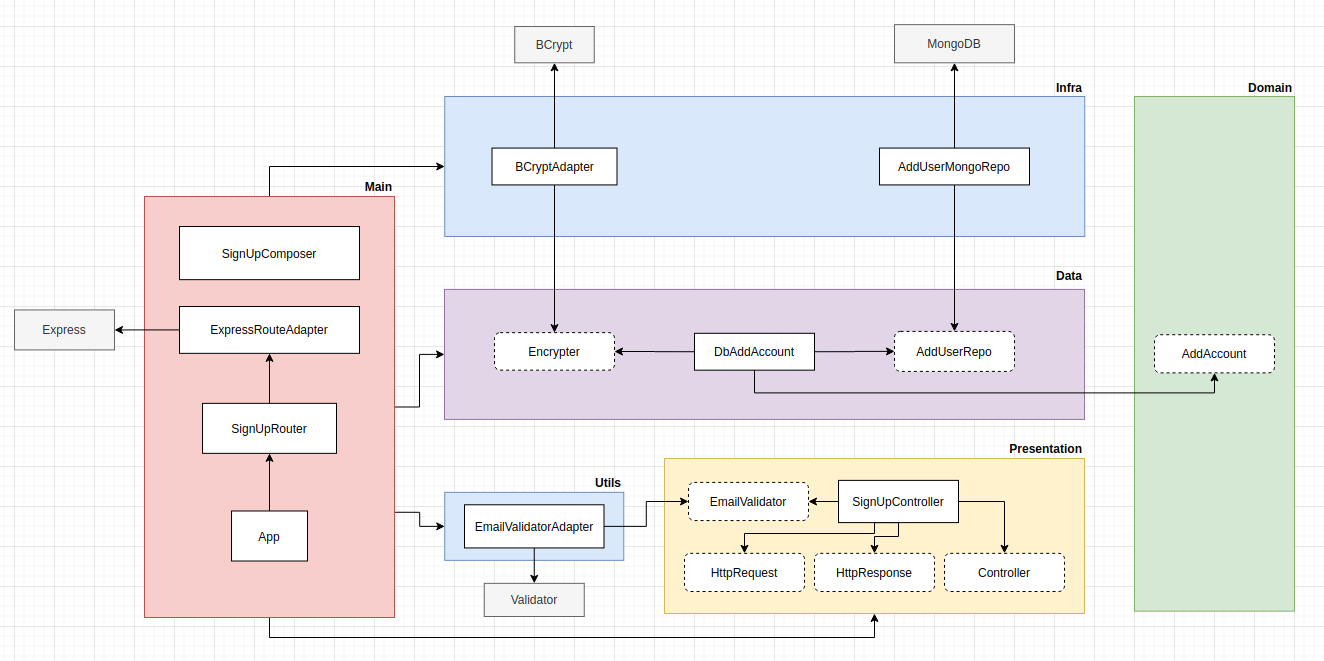 BCrypt
MongoDB
Infra
Domain
BCryptAdapter
AddUserMongoRepo
Main
SignUpComposer
Data
Express
ExpressRouteAdapter
Encrypter
DbAddAccount
AddUserRepo
AddAccount
SignUpRouter
Presentation
Utils
EmailValidator
SignUpController
EmailValidatorAdapter
App
HttpRequest
HttpResponse
Controller
Validator